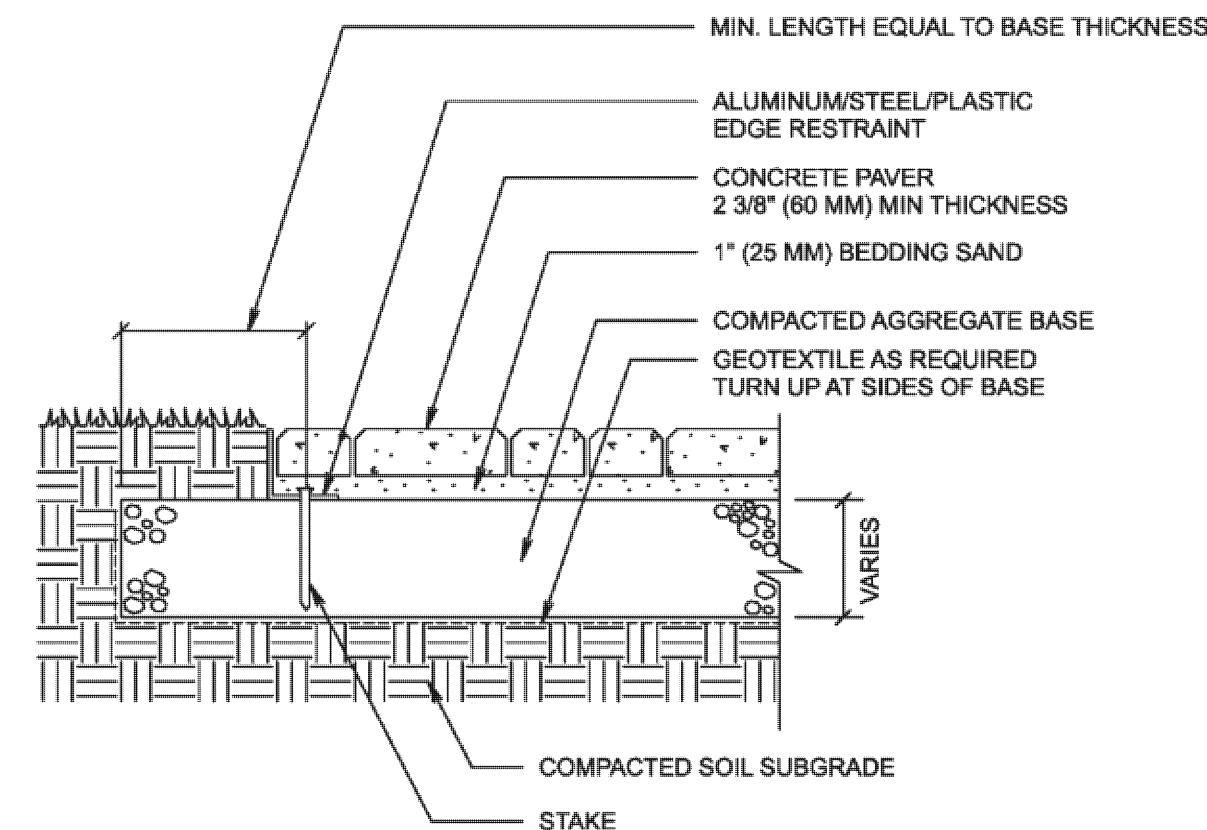 MIN. LENGTH EQUAL TO BASE THICKNESS
ALUMINUM/STEEL/PLASTIC
EDGE RESTRAINT
CONCRETE PAVER
2 3/8" (60 MM) MIN THICKNESS
1" (25 MM) BEDDING SAND
COMPACTED AGGREGATE BASE
GEOTEXTILE AS REQUIRED
TURN UP AT SIDES OF BASE
VARIES
COMPACTED SOIL SUBGRADE
STAKE